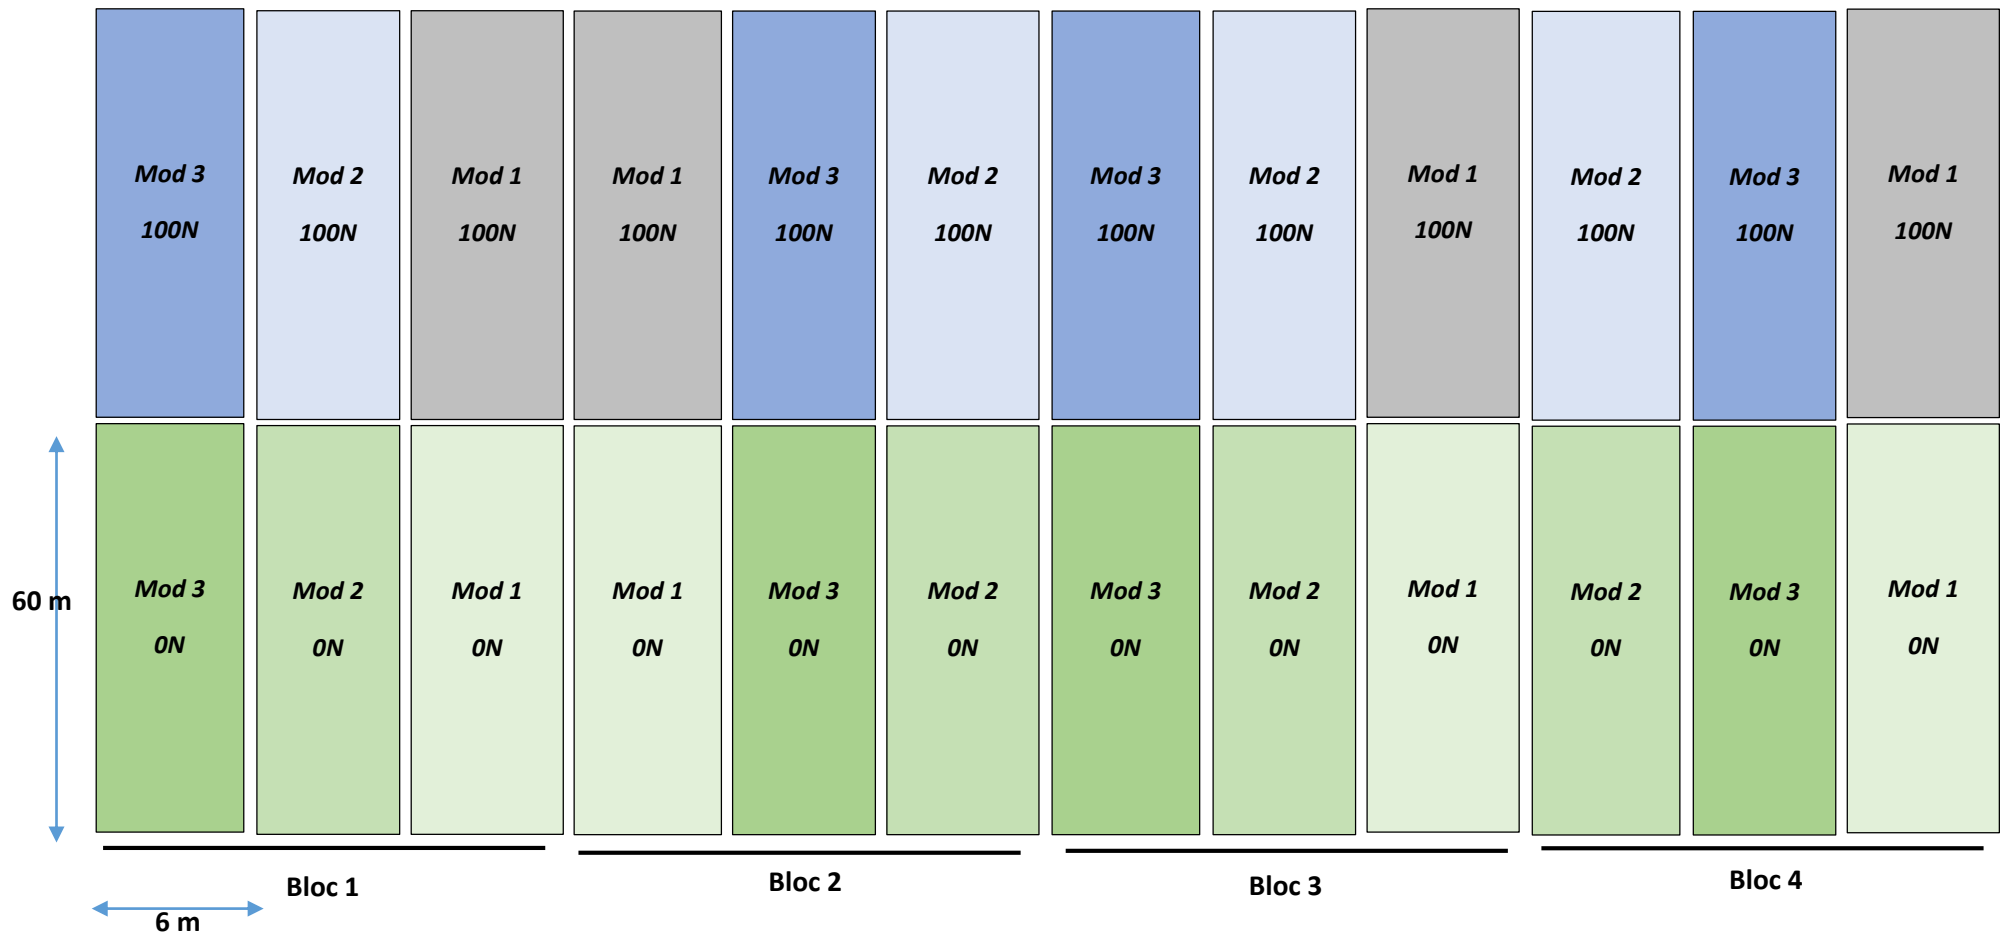 Mod 3 Mod 2 Mod 1 Mod 1 Mod 3 Mod 2 Mod 3 Mod 2 Mod 1 Mod 2 Mod 3 Mod 1
100N 100N 100N 100N 100N 100N 100N 100N 100N 100N 100N 100N
60 m
Mod 3 Mod 2 Mod 1 Mod 1 Mod 3 Mod 2 Mod 3 Mod 2 Mod 1 Mod 2 Mod 3 Mod 1
0N 0N 0N 0N 0N 0N 0N 0N 0N 0N 0N 0N
Bloc 1 Bloc 2 Bloc 3 Bloc 4
6 m